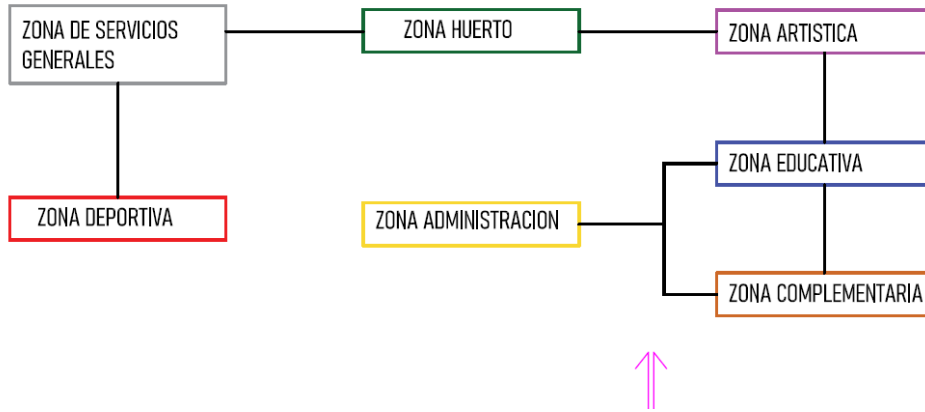 ZONA DE SERVICIOS
GENERALES
ZONA HUERTO
ZONA ARTISTICA
ZONA EDUCATIVA
ZONA DEPORTIVA
ZONA ADMINISTRACION
ZONA COMPLEMENTARIA